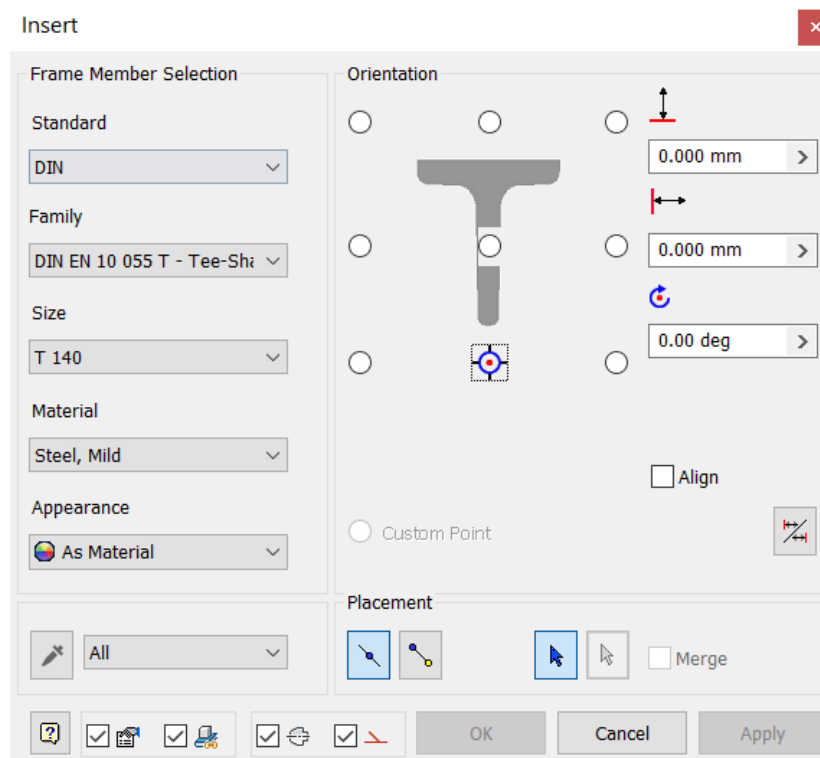 Insert
Frame Member Selection
Orientation
Standard
DIN
0.000 mm
Family
DIN EN 10 055 T - Tee-Sha
0.000 mm
Size
0.00 deg
T 140
Material
Steel, Mild
Align
Appearance
As Material
Custom Point
Placement
All
Merge
OK
Cancel
Apply